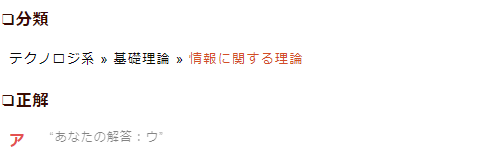 ❏分類
テクノロジ系 » 基礎理論 » 情報に関する理論
❏正解
ア “あなたの解答：ウ”